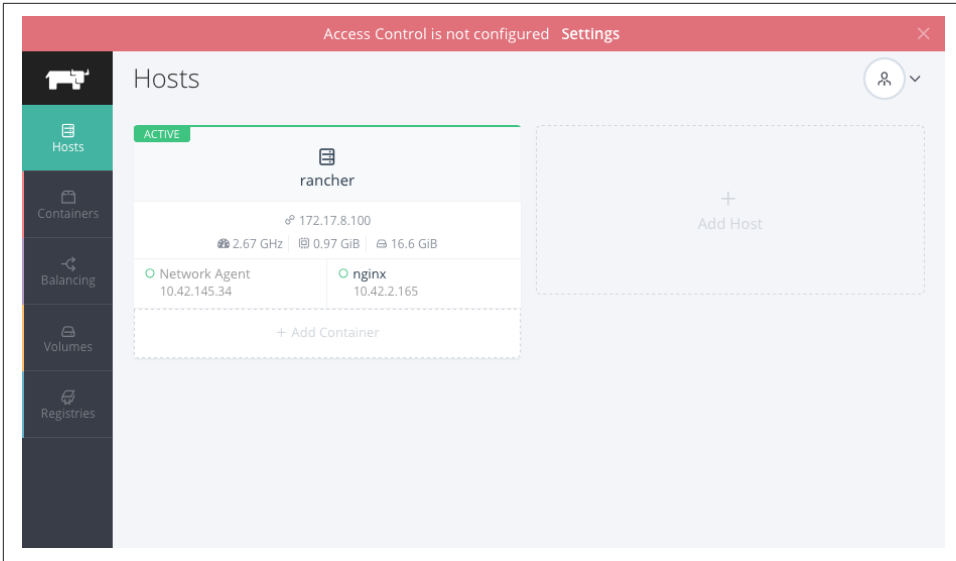 Access Control is not configured Settings
Hosts
Hosts
Containers
Balancing
Volumes
Registries
ACTIVE
rancher
172.17.8.100
2.67 GHz 0.97 GiB 16.6 GiB
Network Agent
10.42.145.34
nginx
10.42.2.165
+ Add Container
+
Add Host